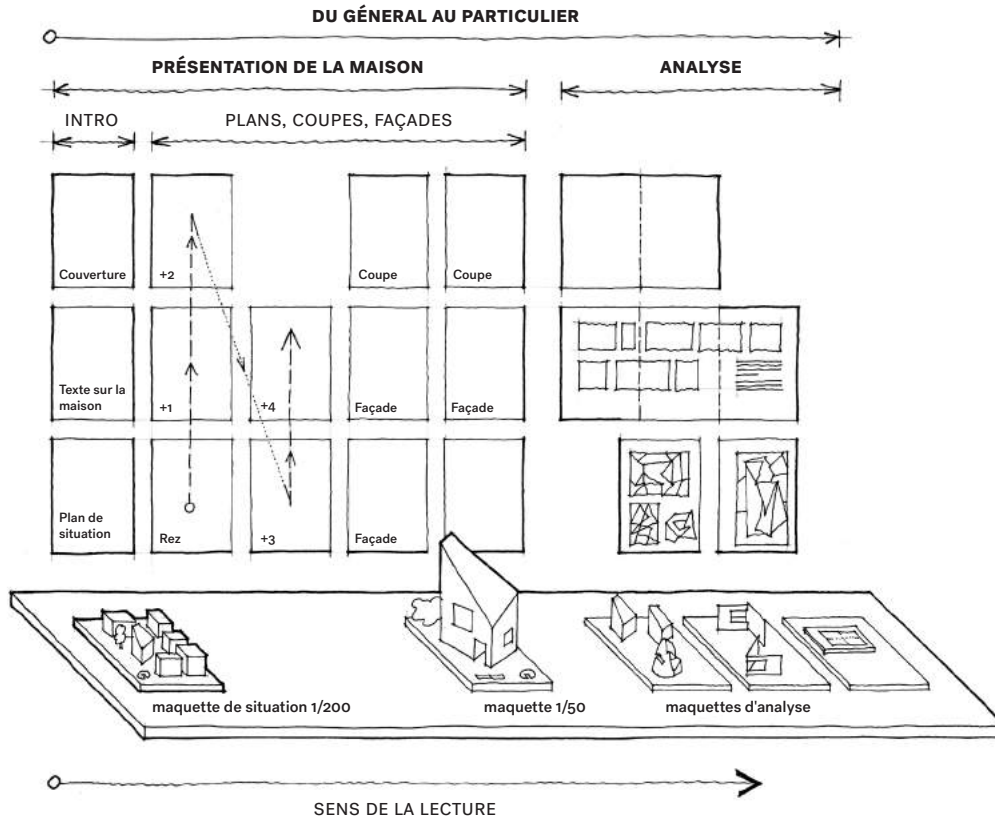 DU GÉNERAL AU PARTICULIER
PRÉSENTATION DE LA MAISON
ANALYSE
INTRO
PLANS, COUPES, FAÇADES
Couverture
+2
Coupe
Coupe
Texte sur la
maison
+1
+4
Façade
Façade
Plan de
situation
Rez
+3
Façade
maquette de situation 1/200
maquette 1/50
maquettes d'analyse
SENS DE LA LECTURE